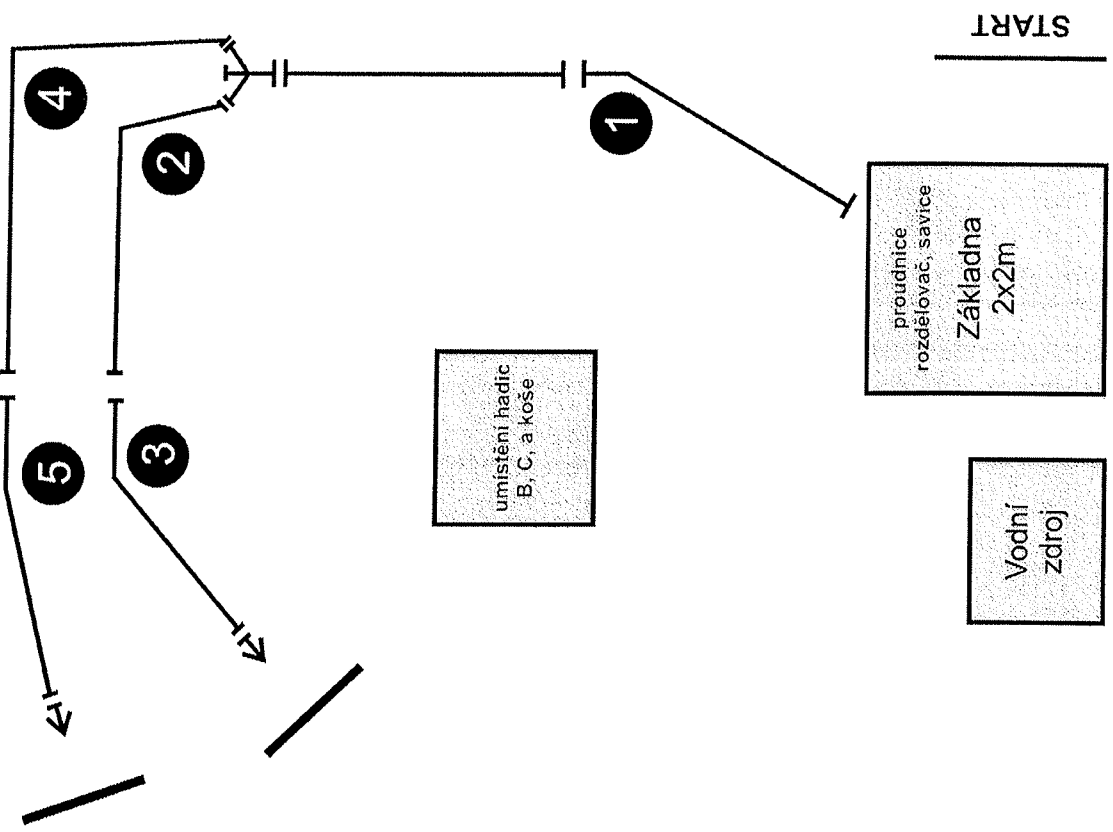 START
4
2
1
proudnice
rozdělovač, savice
Základna
2x2m
umístění hadic
B, C, a koše
5
3
Vodní
zdroj